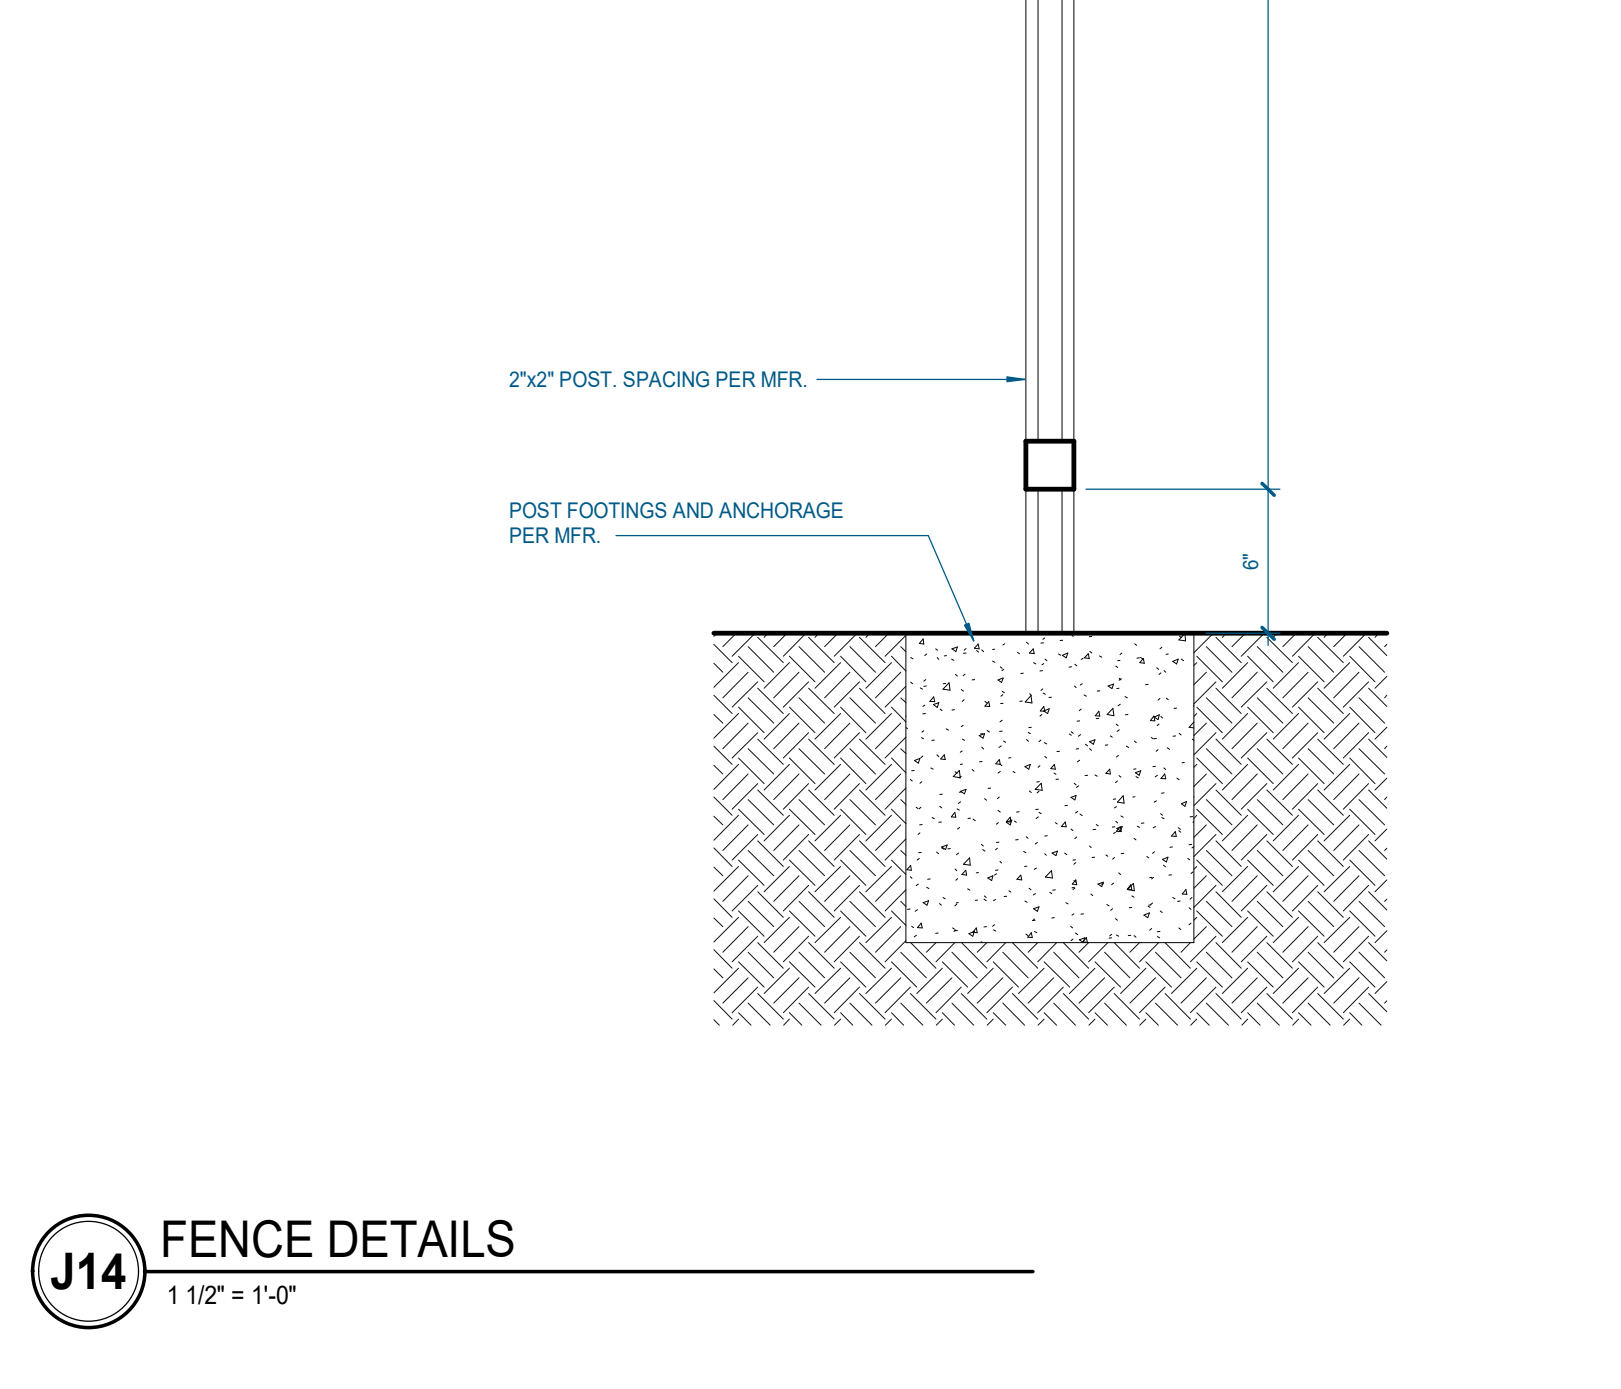 2"x2" POST. SPACING PER MFR.
POST FOOTINGS AND ANCHORAGE
PER MFR.
6"
FENCE DETAILS
J14
1 1/2" = 1'-0"